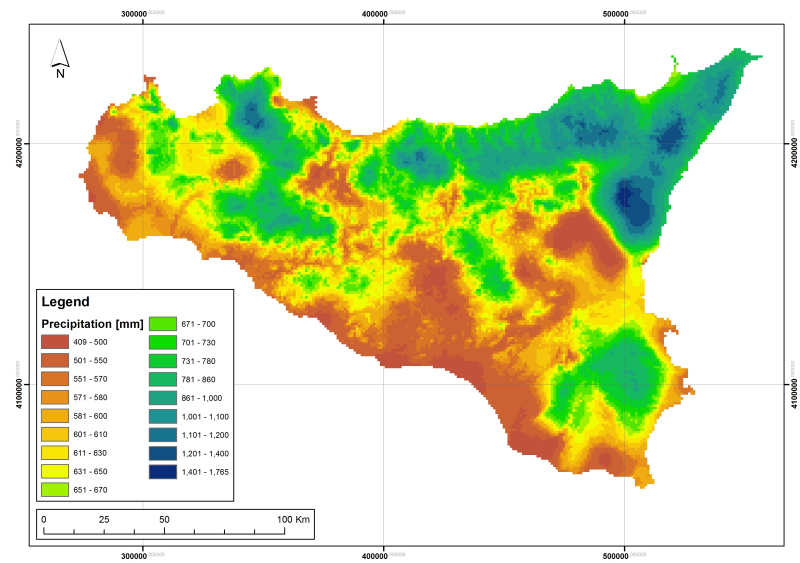 300000 400000 500000
N
4200000 4200000
4100000 4100000
Legend
Precipitation [mm]
409 - 500
501 - 550
551 - 570
571 - 580
581 - 600
601 - 610
611 - 630
631 - 650
651 - 670
671 - 700
701 - 730
731 - 780
781 - 860
861 - 1,000
1,001 - 1,100
1,101 - 1,200
1,201 - 1,400
1,401 - 1,765
0 25 50 100 Km
300000 400000 500000